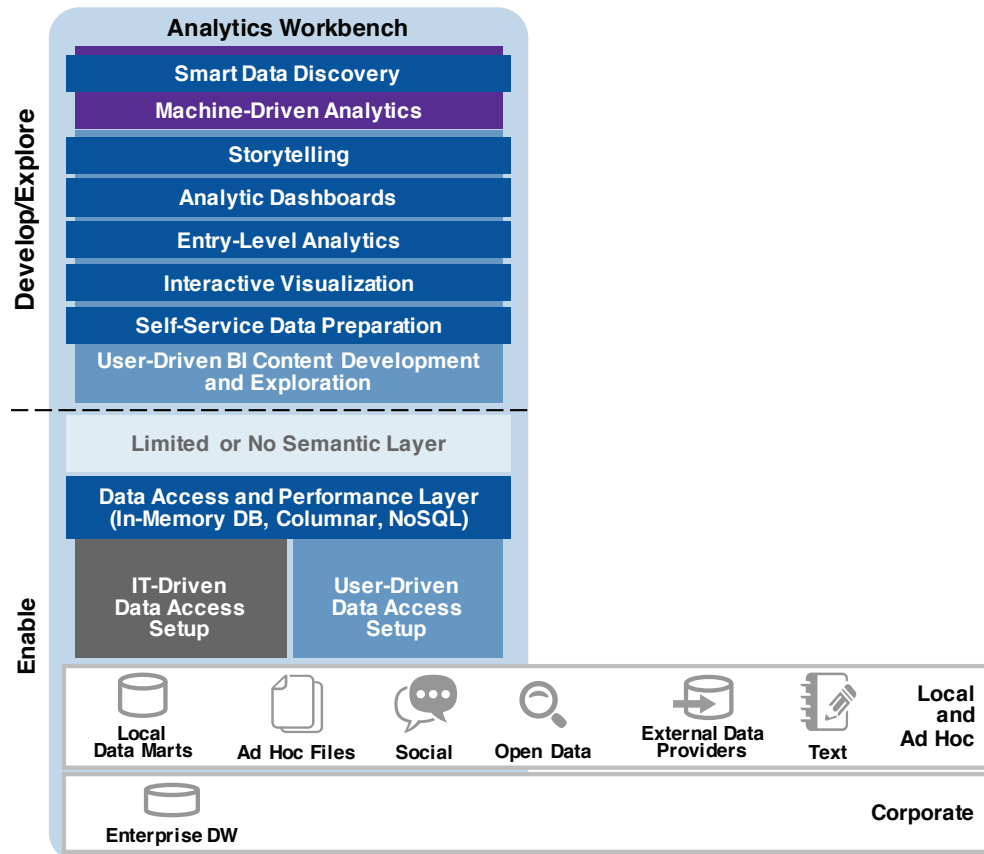 Analytics Workbench
Develop/Explore
Smart Data Discovery
Machine-Driven Analytics
Storytelling
Analytic Dashboards
Entry-Level Analytics
Interactive Visualization
Self-Service Data Preparation
User-Driven BI Content Development
and Exploration
Enable
Limited or No Semantic Layer
Data Access and Performance Layer
(In-Memory DB, Columnar, NoSQL)
IT-Driven
Data Access
Setup
User-Driven
Data Access
Setup
Local
Data Marts
Ad Hoc Files
Social
Open Data
External Data
Providers
Text
Local
and
Ad Hoc
Enterprise DW
Corporate